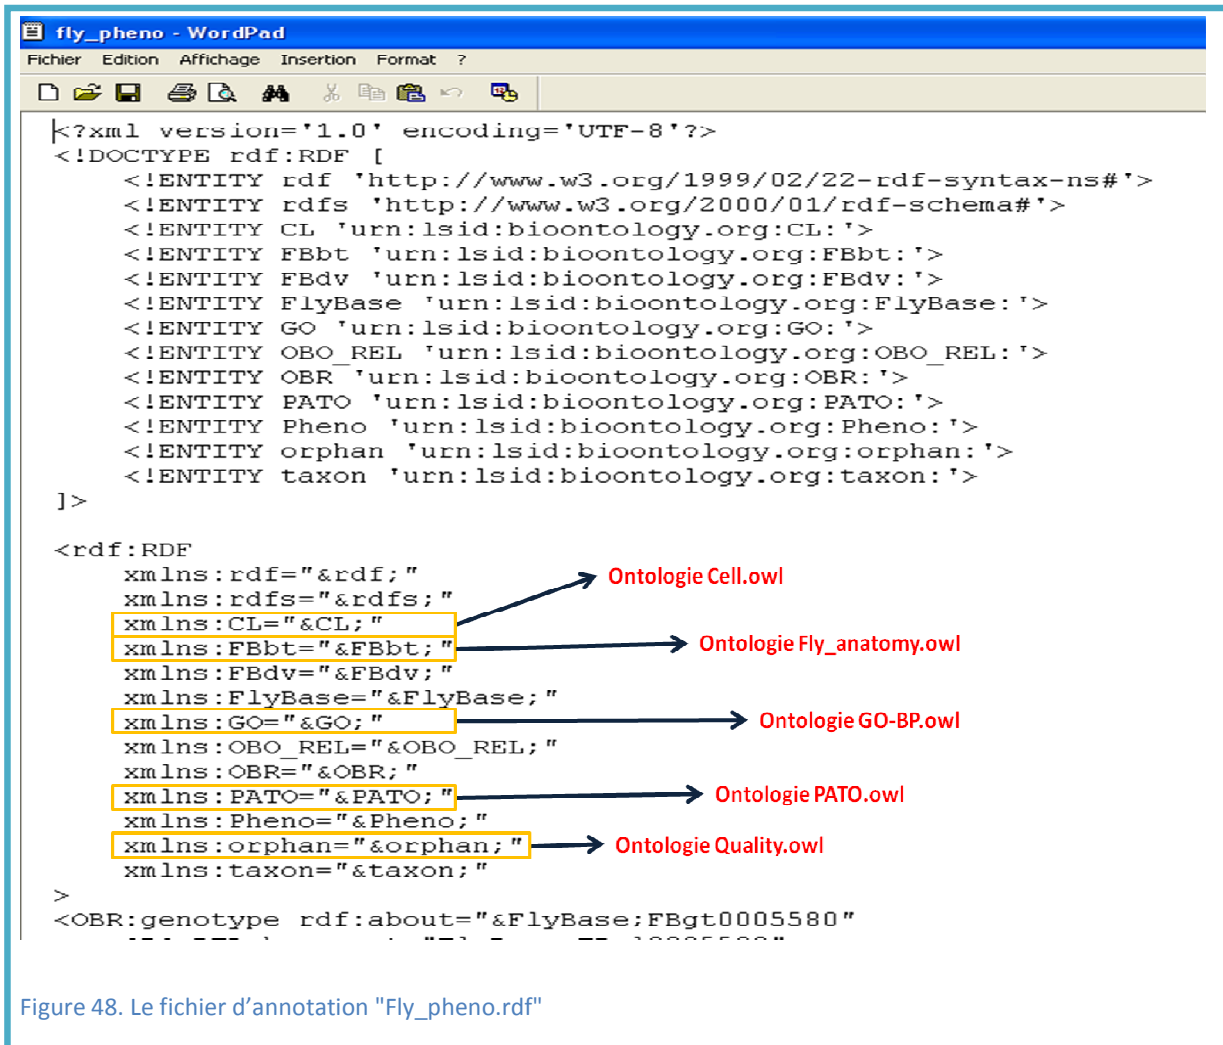 fly_pheno - WordPad
Fichier Edition Affichage Insertion Format ?
<?xml version='1.0' encoding='UTF-8'?>
<!DOCTYPE rdf:RDF [
<!ENTITY rdf 'http://www.w3.org/1999/02/22-rdf-syntax-ns#'>
<!ENTITY rdfs 'http://www.w3.org/2000/01/rdf-schema#'>
<!ENTITY CL 'urn:lsid:bioontology.org:CL:'>
<!ENTITY FBbt 'urn:lsid:bioontology.org:FBbt:'>
<!ENTITY FBdv 'urn:lsid:bioontology.org:FBdv:'>
<!ENTITY FlyBase 'urn:lsid:bioontology.org:FlyBase:'>
<!ENTITY GO 'urn:lsid:bioontology.org:GO:'>
<!ENTITY OBO_REL 'urn:lsid:bioontology.org:OBO_REL:'>
<!ENTITY OBR 'urn:lsid:bioontology.org:OBR:'>
<!ENTITY PATO 'urn:lsid:bioontology.org:PATO:'>
<!ENTITY Pheno 'urn:lsid:bioontology.org:Pheno:'>
<!ENTITY orphan 'urn:lsid:bioontology.org:orphan:'>
<!ENTITY taxon 'urn:lsid:bioontology.org:taxon:'>
]>
<rdf:RDF
xmlns:rdf="&rdf;" Ontologie Cell.owl
xmlns:rdfs="&rdfs;"
xmlns:CL="&CL;"
xmlns:FBbt="&FBbt;" Ontologie Fly_anatomy.owl
xmlns:FBdv="&FBdv;"
xmlns:FlyBase="&FlyBase;"
xmlns:GO="&GO;" Ontologie GO-BP.owl
xmlns:OBO_REL="&OBO_REL;"
xmlns:OBR="&OBR;"
xmlns:PATO="&PATO;" Ontologie PATO.owl
xmlns:Pheno="&Pheno;"
xmlns:orphan="&orphan;" Ontologie Quality.owl
xmlns:taxon="&taxon;"
>
<OBR:genotype rdf:about="&FlyBase;FBgt0005580"
Figure 48. Le fichier d'annotation "Fly_pheno.rdf"